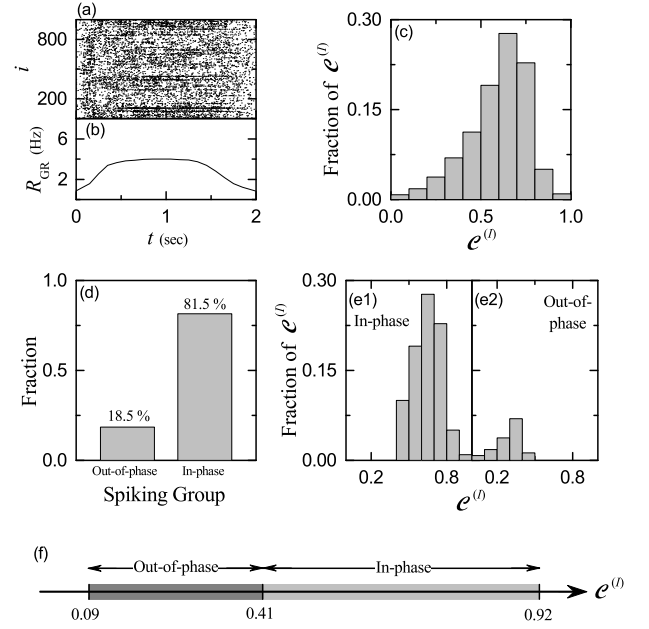 (a)
800
i
200
(b)
6
R_GR (Hz)
2
0 1 2
t (sec)
(c)
0.30
Fraction of 𝒞^(I)
0.15
0.00
0.0 0.5 1.0
𝒞^(I)
(d)
1.0
81.5 %
Fraction
0.5
18.5 %
0.0
Out-of-phase In-phase
Spiking Group
0.30
(e1) (e2)
In-phase
Out-of-
phase
Fraction of 𝒞^(I)
0.15
0.00
0.2 0.8 0.2 0.8
𝒞^(I)
(f)
Out-of-phase In-phase
𝒞^(I)
0.09 0.41 0.92